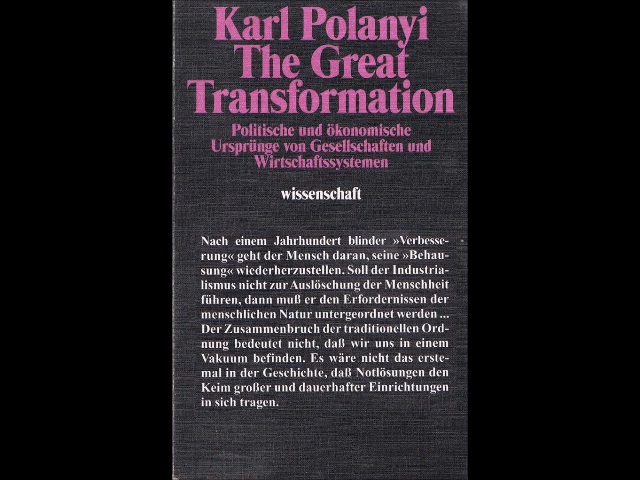 Karl Polanyi
The Great
Transformation
Politische und ökonomische
Ursprünge von Gesellschaften und
Wirtschaftssystemen
wissenschaft
Nach einem Jahrhundert blinder »Verbesse-
rung« geht der Mensch daran, seine »Behau-
sung« wiederherzustellen. Soll der Industria-
lismus nicht zur Auslöschung der Menschheit
führen, dann muß er den Erfordernissen der
menschlichen Natur untergeordnet werden ...
Der Zusammenbruch der traditionellen Ord-
nung bedeutet nicht, daß wir uns in einem
Vakuum befinden. Es wäre nicht das erste-
mal in der Geschichte, daß Notlösungen den
Keim großer und dauerhafter Einrichtungen
in sich tragen.